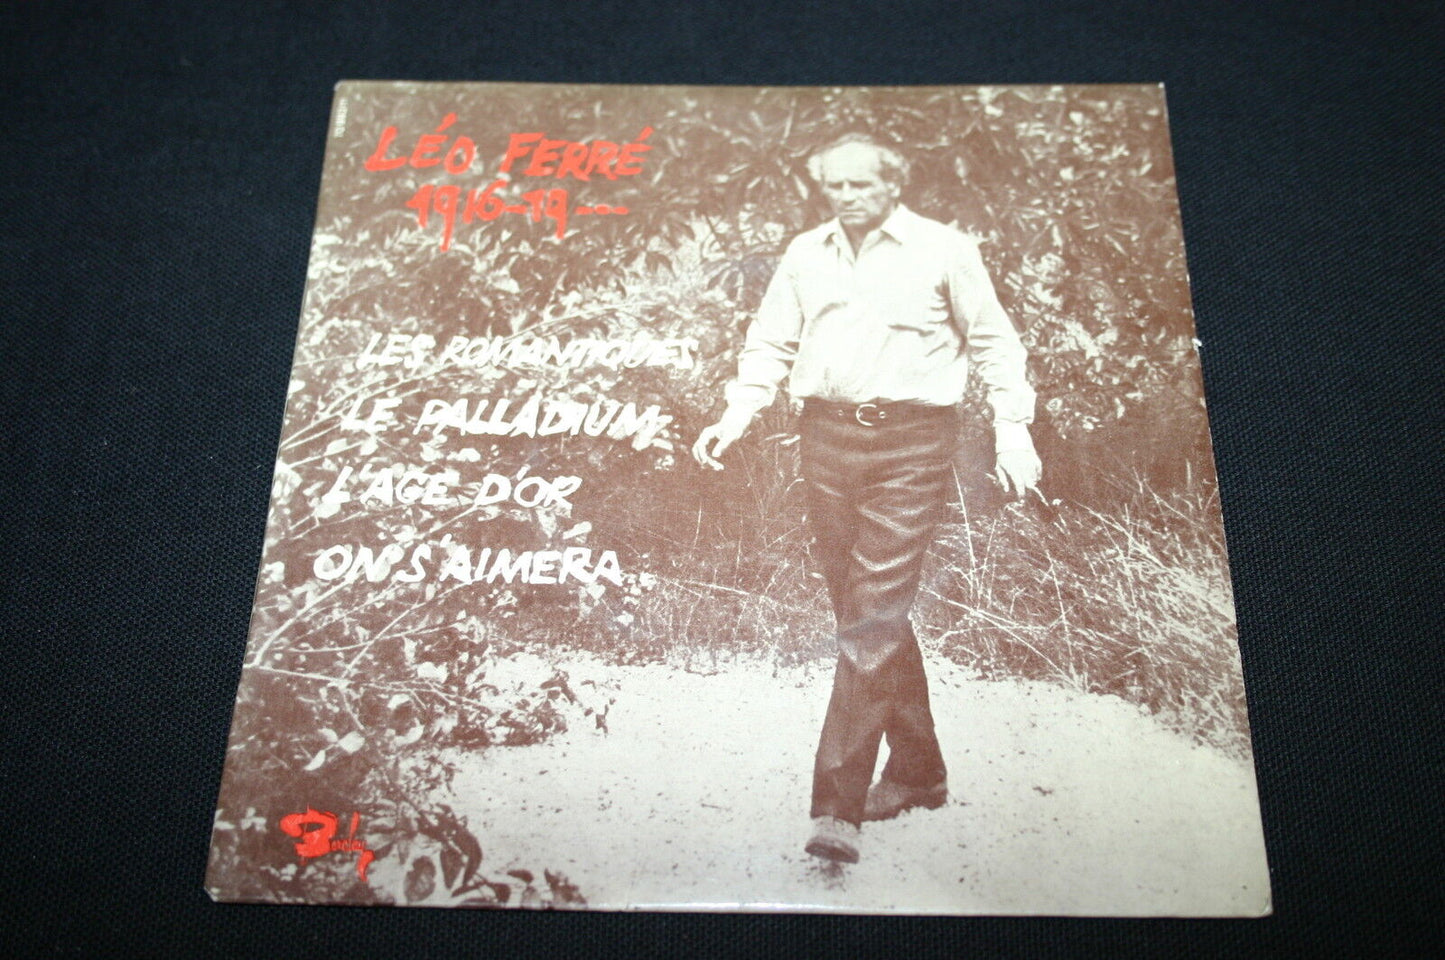 LÉO FERRÉ
1916-19---
LES ROMANTIQUES
LE PALLADIUM
L'AGE D'OR
ON S'AIMERA
Barclay